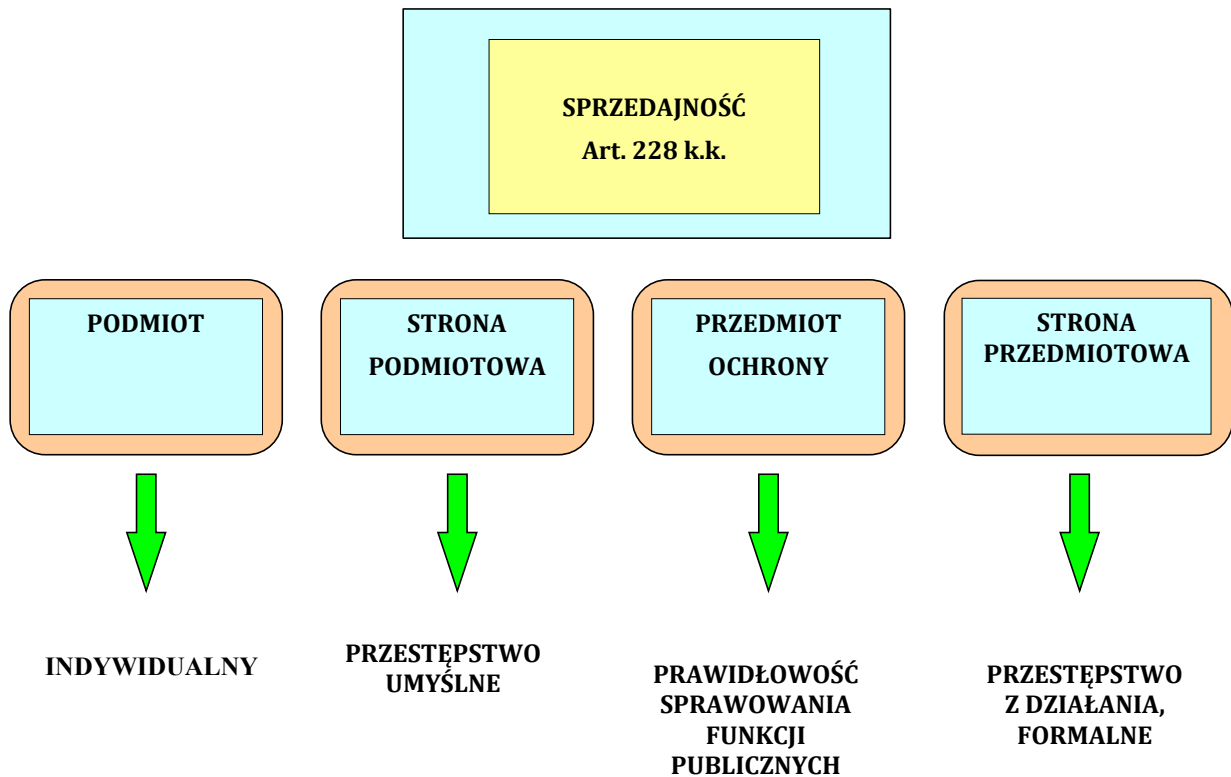 SPRZEDAJNOŚĆ
Art. 228 k.k.
PODMIOT
STRONA
PODMIOTOWA
PRZEDMIOT
OCHRONY
STRONA
PRZEDMIOTOWA
INDYWIDUALNY
PRZESTĘPSTWO
UMYŚLNE
PRAWIDŁOWOŚĆ
SPRAWOWANIA
FUNKCJI
PUBLICZNYCH
PRZESTĘPSTWO
Z DZIAŁANIA,
FORMALNE